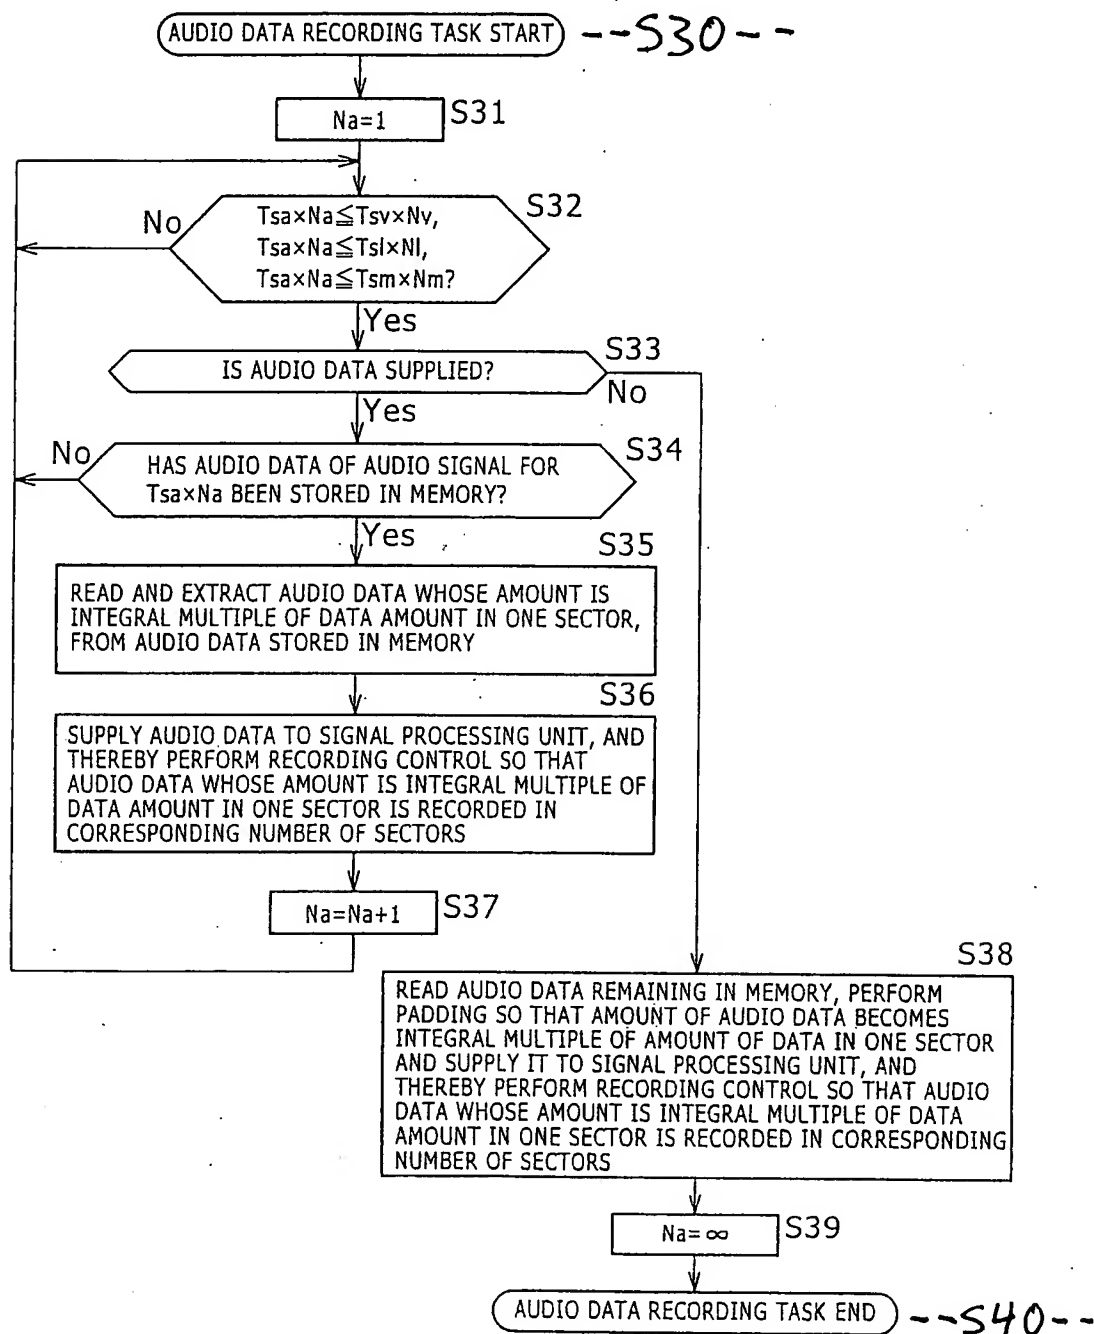 AUDIO DATA RECORDING TASK START --S30--
Na=1 S31
Tsa×Na≦Tsv×Nv, S32
No
Tsa×Na≦Tsl×Nl,
Tsa×Na≦Tsm×Nm?
Yes
IS AUDIO DATA SUPPLIED? S33
No
Yes
HAS AUDIO DATA OF AUDIO SIGNAL FOR S34
No
Tsa×Na BEEN STORED IN MEMORY?
Yes
S35
READ AND EXTRACT AUDIO DATA WHOSE AMOUNT IS
INTEGRAL MULTIPLE OF DATA AMOUNT IN ONE SECTOR,
FROM AUDIO DATA STORED IN MEMORY
S36
SUPPLY AUDIO DATA TO SIGNAL PROCESSING UNIT, AND
THEREBY PERFORM RECORDING CONTROL SO THAT
AUDIO DATA WHOSE AMOUNT IS INTEGRAL MULTIPLE OF
DATA AMOUNT IN ONE SECTOR IS RECORDED IN
CORRESPONDING NUMBER OF SECTORS
Na=Na+1 S37
S38
READ AUDIO DATA REMAINING IN MEMORY, PERFORM
PADDING SO THAT AMOUNT OF AUDIO DATA BECOMES
INTEGRAL MULTIPLE OF AMOUNT OF DATA IN ONE SECTOR
AND SUPPLY IT TO SIGNAL PROCESSING UNIT, AND
THEREBY PERFORM RECORDING CONTROL SO THAT AUDIO
DATA WHOSE AMOUNT IS INTEGRAL MULTIPLE OF DATA
AMOUNT IN ONE SECTOR IS RECORDED IN CORRESPONDING
NUMBER OF SECTORS
Na=∞ S39
AUDIO DATA RECORDING TASK END --S40--